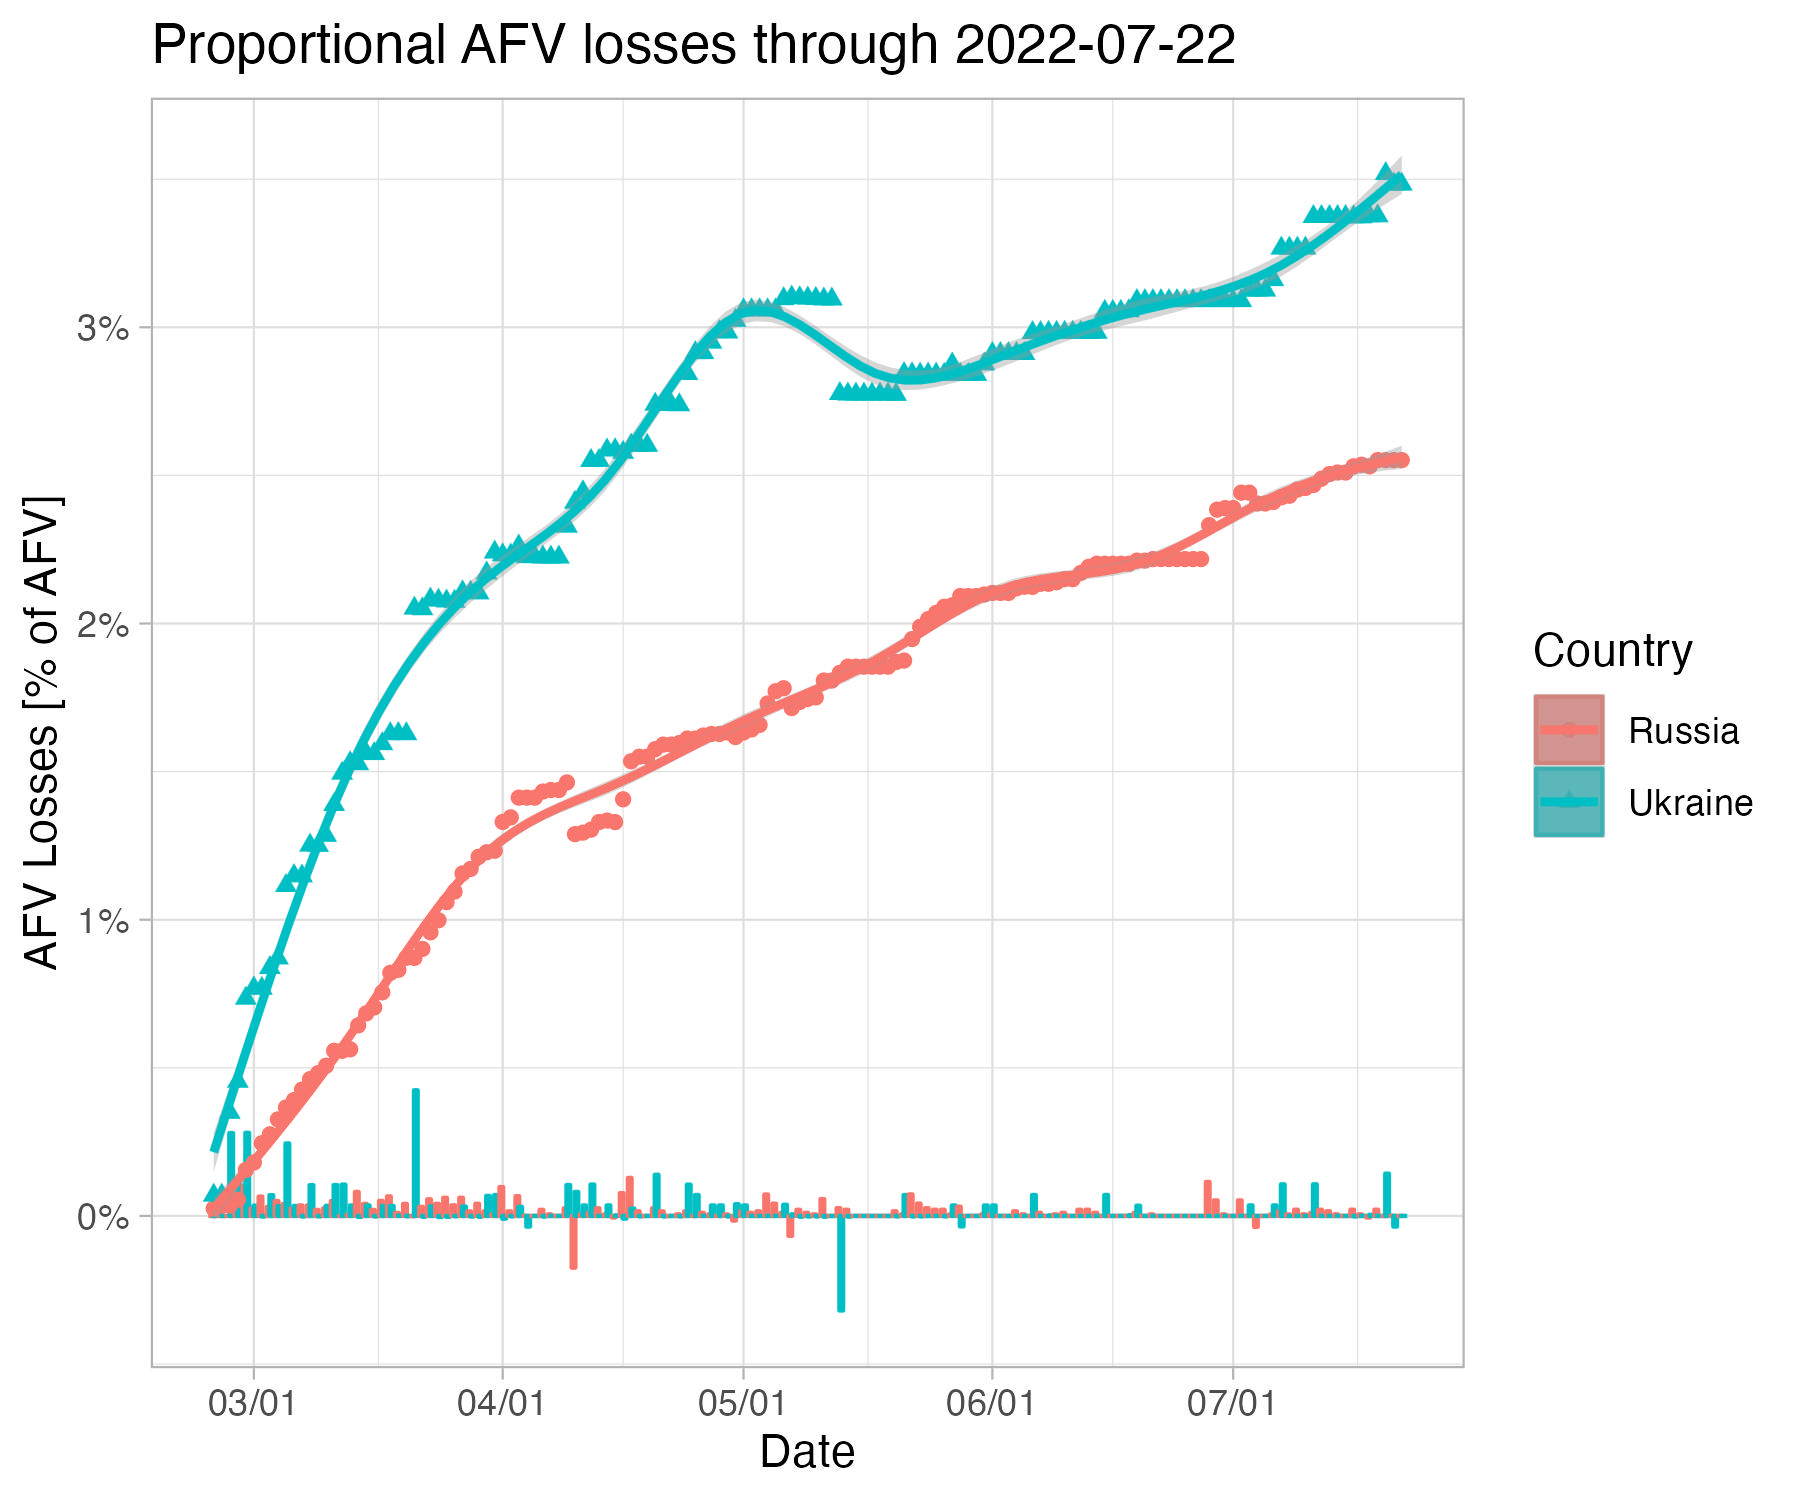 Proportional AFV losses through 2022-07-22
AFV Losses [% of AFV]
3%
2%
1%
0%
03/01
04/01
05/01
06/01
07/01
Date
Country
Russia
Ukraine